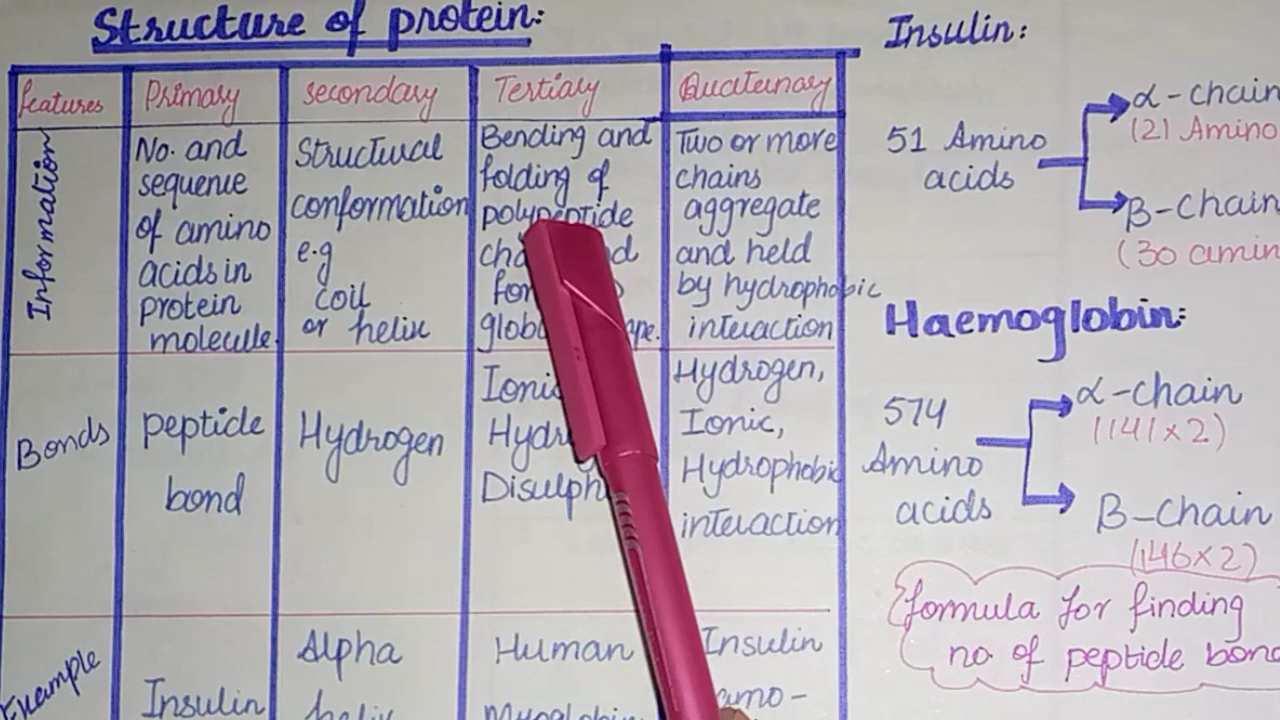 Structure of protein:
features
Primary
secondary
Tertiary
Quaternary
Information
No. and
sequence
of amino
acids in
protein
molecule.
Structural
conformation
e.g
coil
or helix
Bending and
folding of
polypeptide
Two or more
chains
aggregate
and held
by hydrophobic
interaction
Bonds
peptide
bond
Hydrogen
Hydrogen,
Ionic,
Hydrophobic
interaction
Example
Insulin
Alpha
helix
Human
Myoglobin
Insulin
Insulin:
51 Amino
acids
α-chain
(21 Amino
β-chain
(30 amin
Haemoglobin:
574
Amino
acids
α-chain
(141×2)
β-chain
(146×2)
formula for finding
no. of peptide bond